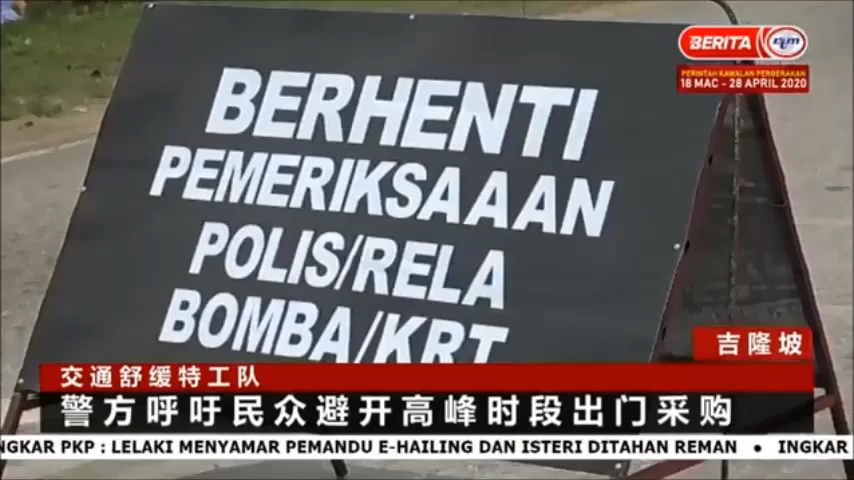 BERITA RTM
PERINTAH KAWALAN PERGERAKAN
18 MAC - 28 APRIL 2020
BERHENTI
PEMERIKSAAAN
POLIS/RELA
BOMBA/KRT
吉隆坡
交通舒缓特工队
警方呼吁民众避开高峰时段出门采购
NGKAR PKP : LELAKI MENYAMAR PEMANDU E-HAILING DAN ISTERI DITAHAN REMAN • INGKAR